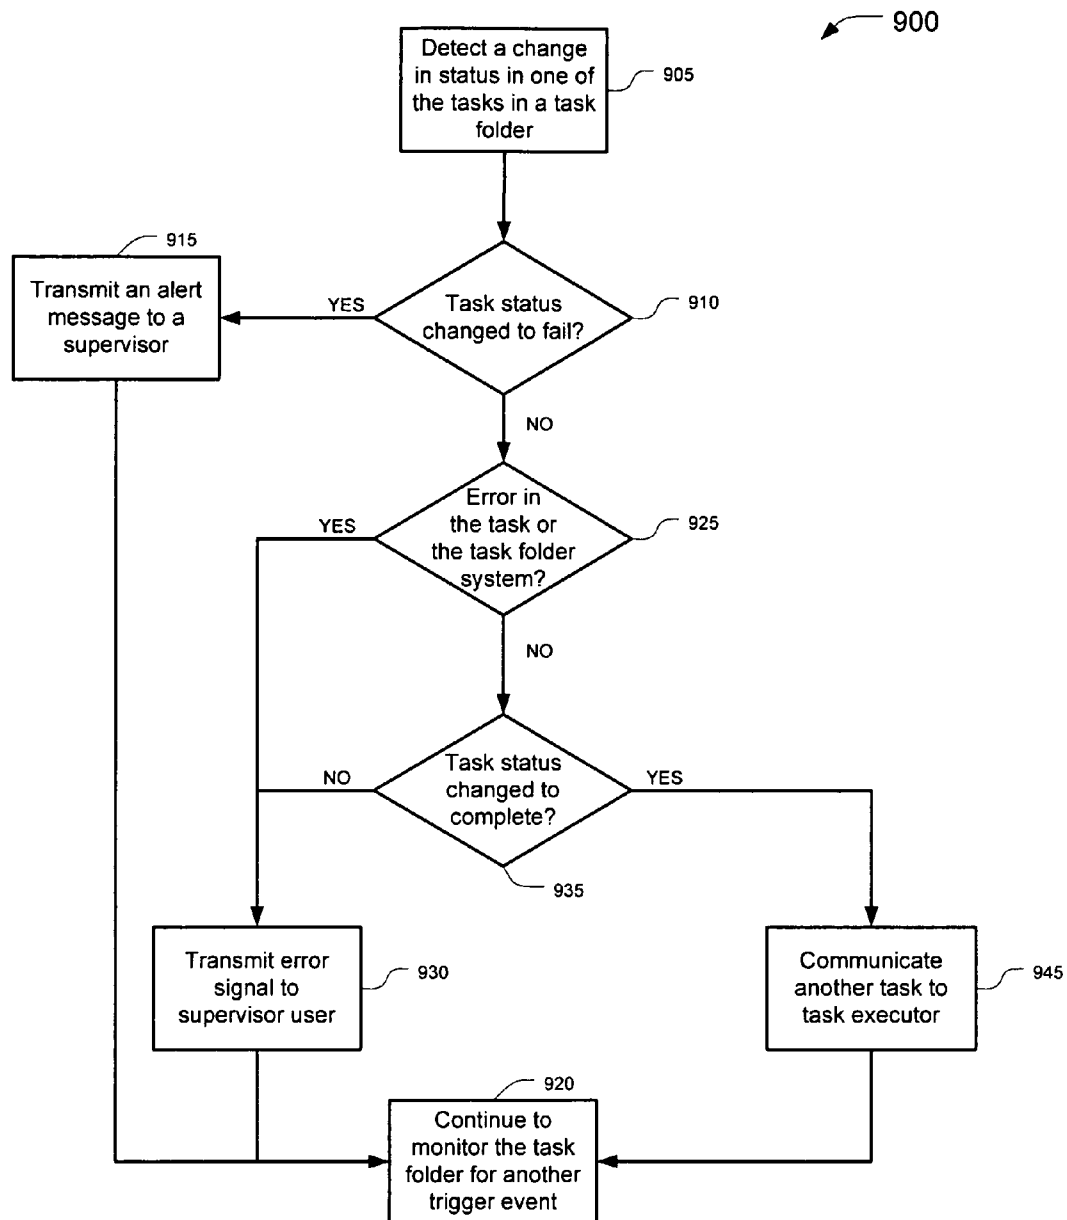 900
Detect a change
in status in one of
the tasks in a task
folder
905
915
Transmit an alert
message to a
supervisor
YES
Task status
changed to fail?
910
NO
YES
Error in
the task or
the task folder
system?
925
NO
NO
Task status
changed to
complete?
YES
935
Transmit error
signal to
supervisor user
930
Communicate
another task to
task executor
945
920
Continue to
monitor the task
folder for another
trigger event